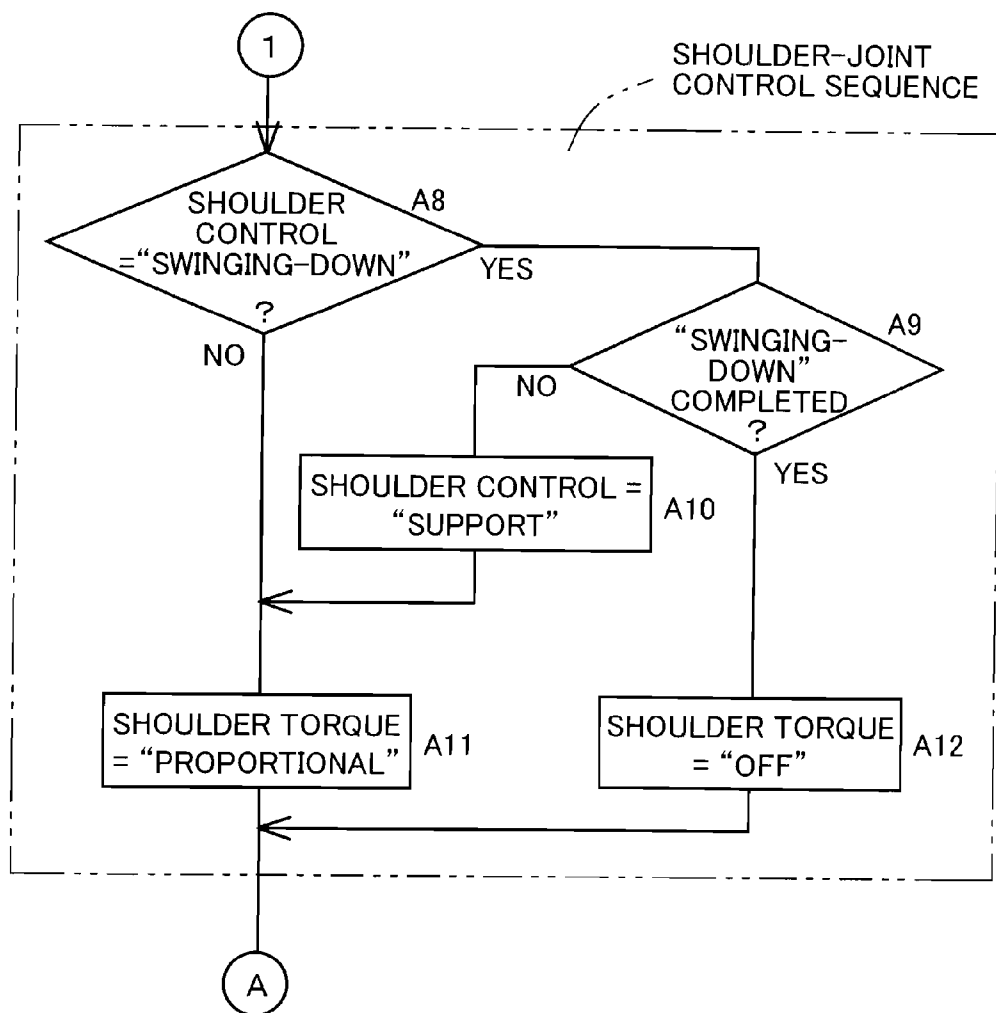 1
SHOULDER-JOINT
CONTROL SEQUENCE
SHOULDER
CONTROL
="SWINGING-DOWN"
?
A8
YES
NO
"SWINGING-
DOWN"
COMPLETED
?
A9
NO
YES
SHOULDER CONTROL =
"SUPPORT"
A10
SHOULDER TORQUE
= "PROPORTIONAL"
A11
SHOULDER TORQUE
= "OFF"
A12
A